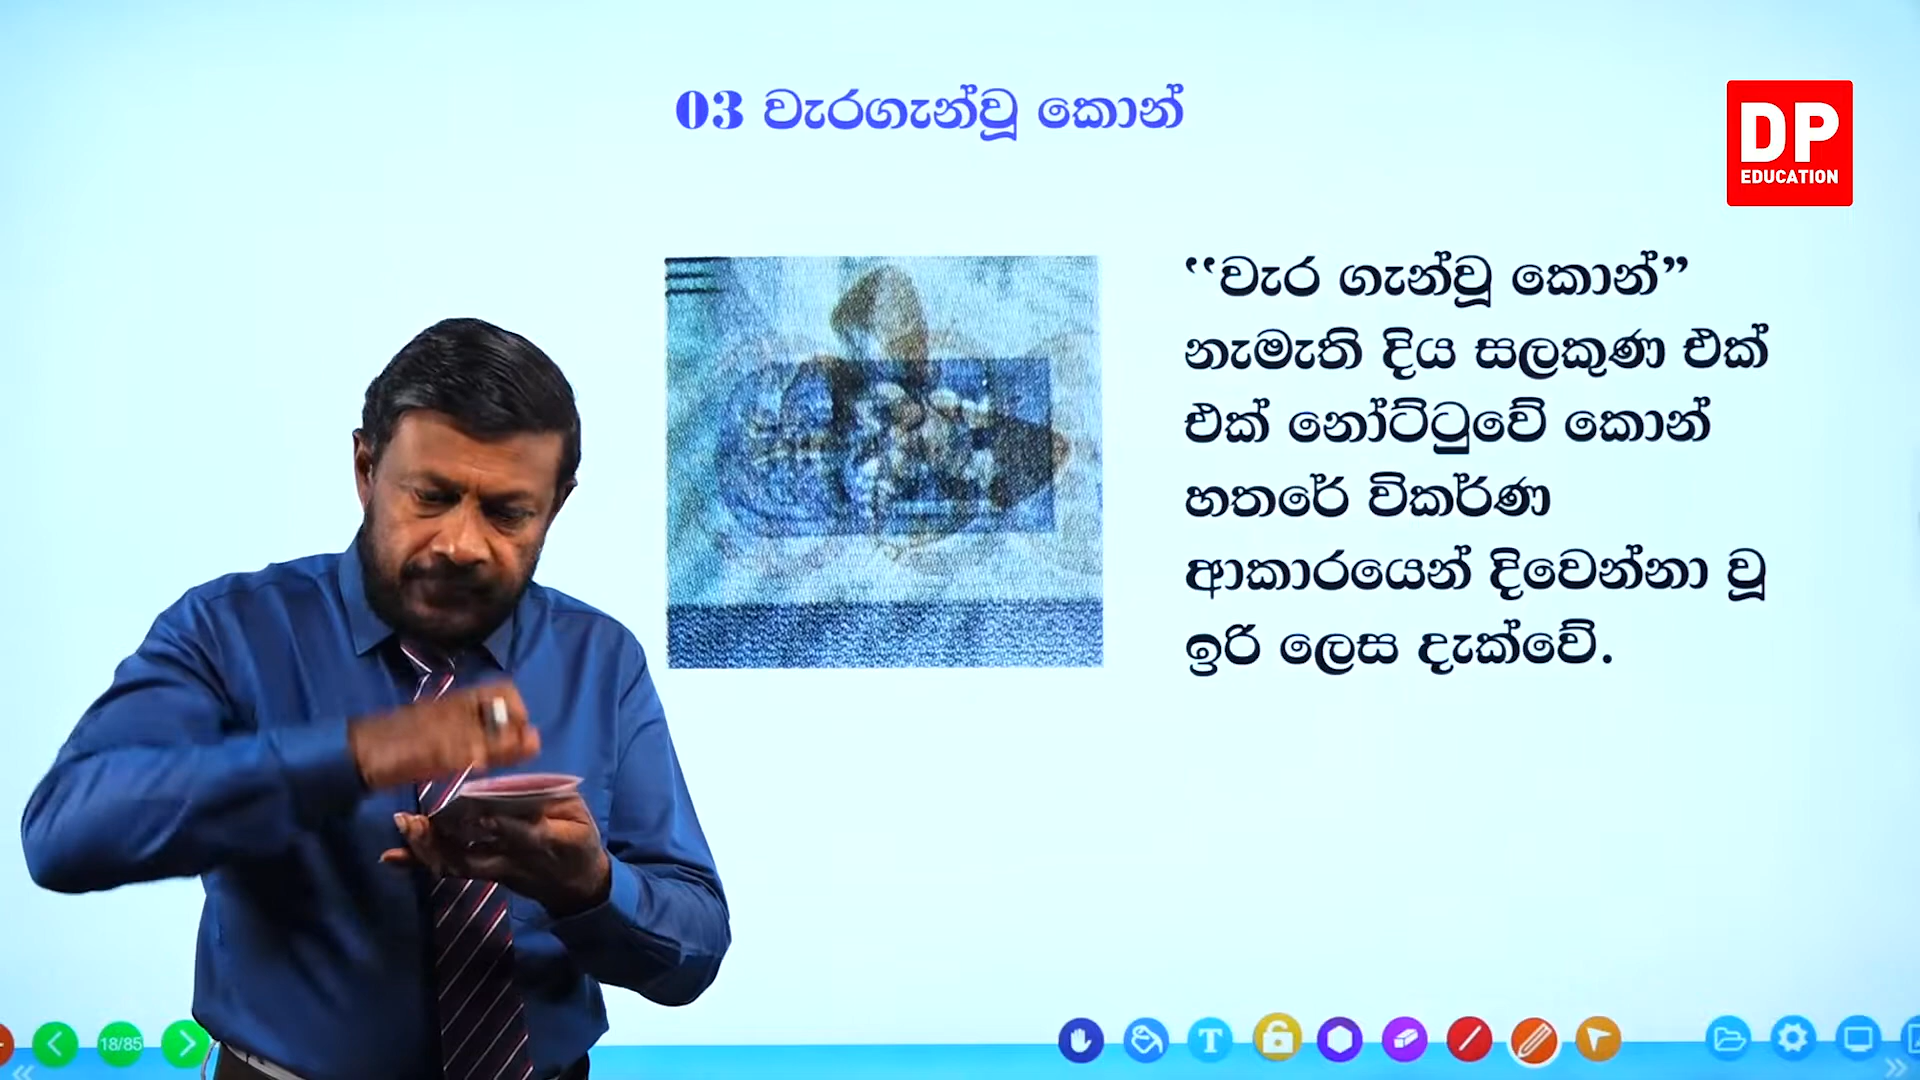 03 වැරගැන්වූ කොන්
DP
EDUCATION
‘‘වැර ගැන්වූ කොන්”
නැමැති දිය සලකුණ එක්
එක් නෝට්ටුවේ කොන්
හතරේ විකර්ණ
ආකාරයෙන් දිවෙන්නා වූ
ඉරි ලෙස දැක්වේ.
18/85
T